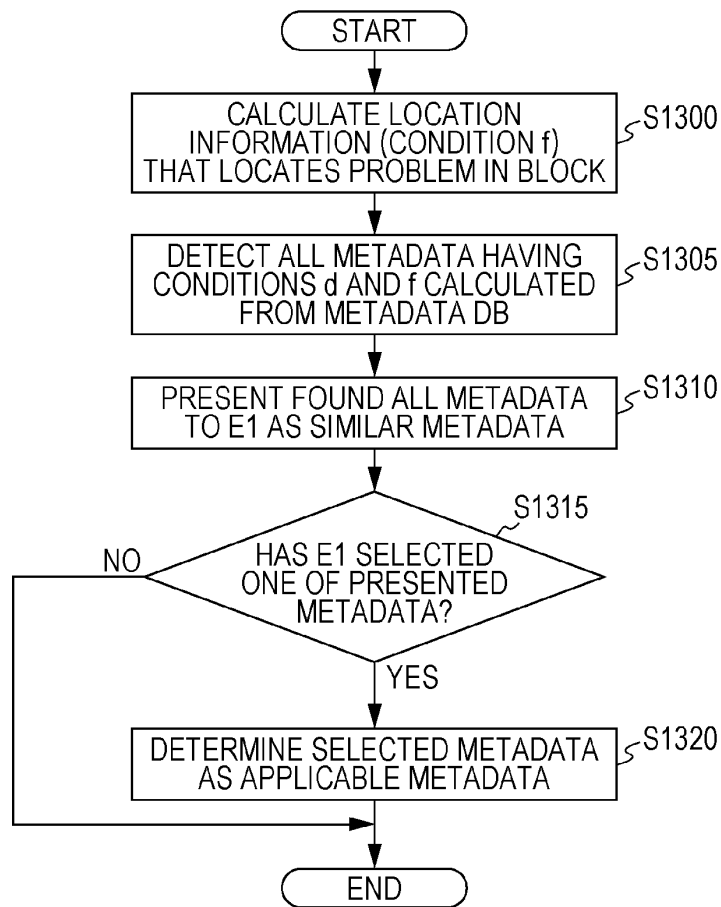 START
CALCULATE LOCATION
INFORMATION (CONDITION f)
THAT LOCATES PROBLEM IN BLOCK
S1300
DETECT ALL METADATA HAVING
CONDITIONS d AND f CALCULATED
FROM METADATA DB
S1305
PRESENT FOUND ALL METADATA
TO E1 AS SIMILAR METADATA
S1310
S1315
HAS E1 SELECTED
ONE OF PRESENTED
METADATA?
NO
YES
DETERMINE SELECTED METADATA
AS APPLICABLE METADATA
S1320
END